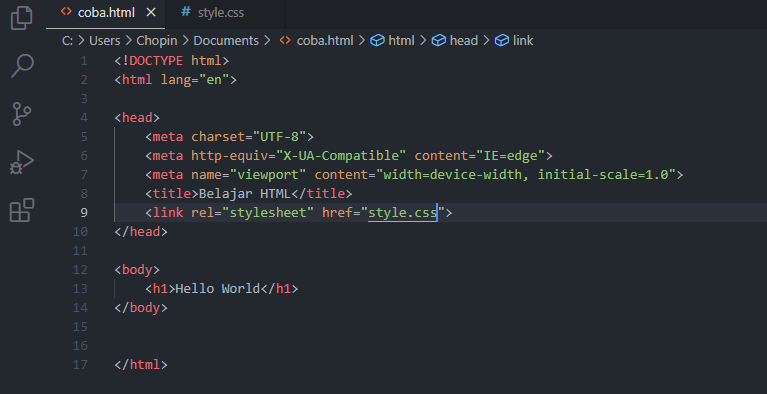 coba.html
style.css
C: > Users > Chopin > Documents > coba.html > html > head > link
1 <!DOCTYPE html>
2 <html lang="en">
3
4 <head>
5 <meta charset="UTF-8">
6 <meta http-equiv="X-UA-Compatible" content="IE=edge">
7 <meta name="viewport" content="width=device-width, initial-scale=1.0">
8 <title>Belajar HTML</title>
9 <link rel="stylesheet" href="style.css">
10 </head>
11
12 <body>
13 <h1>Hello World</h1>
14 </body>
15
16
17 </html>